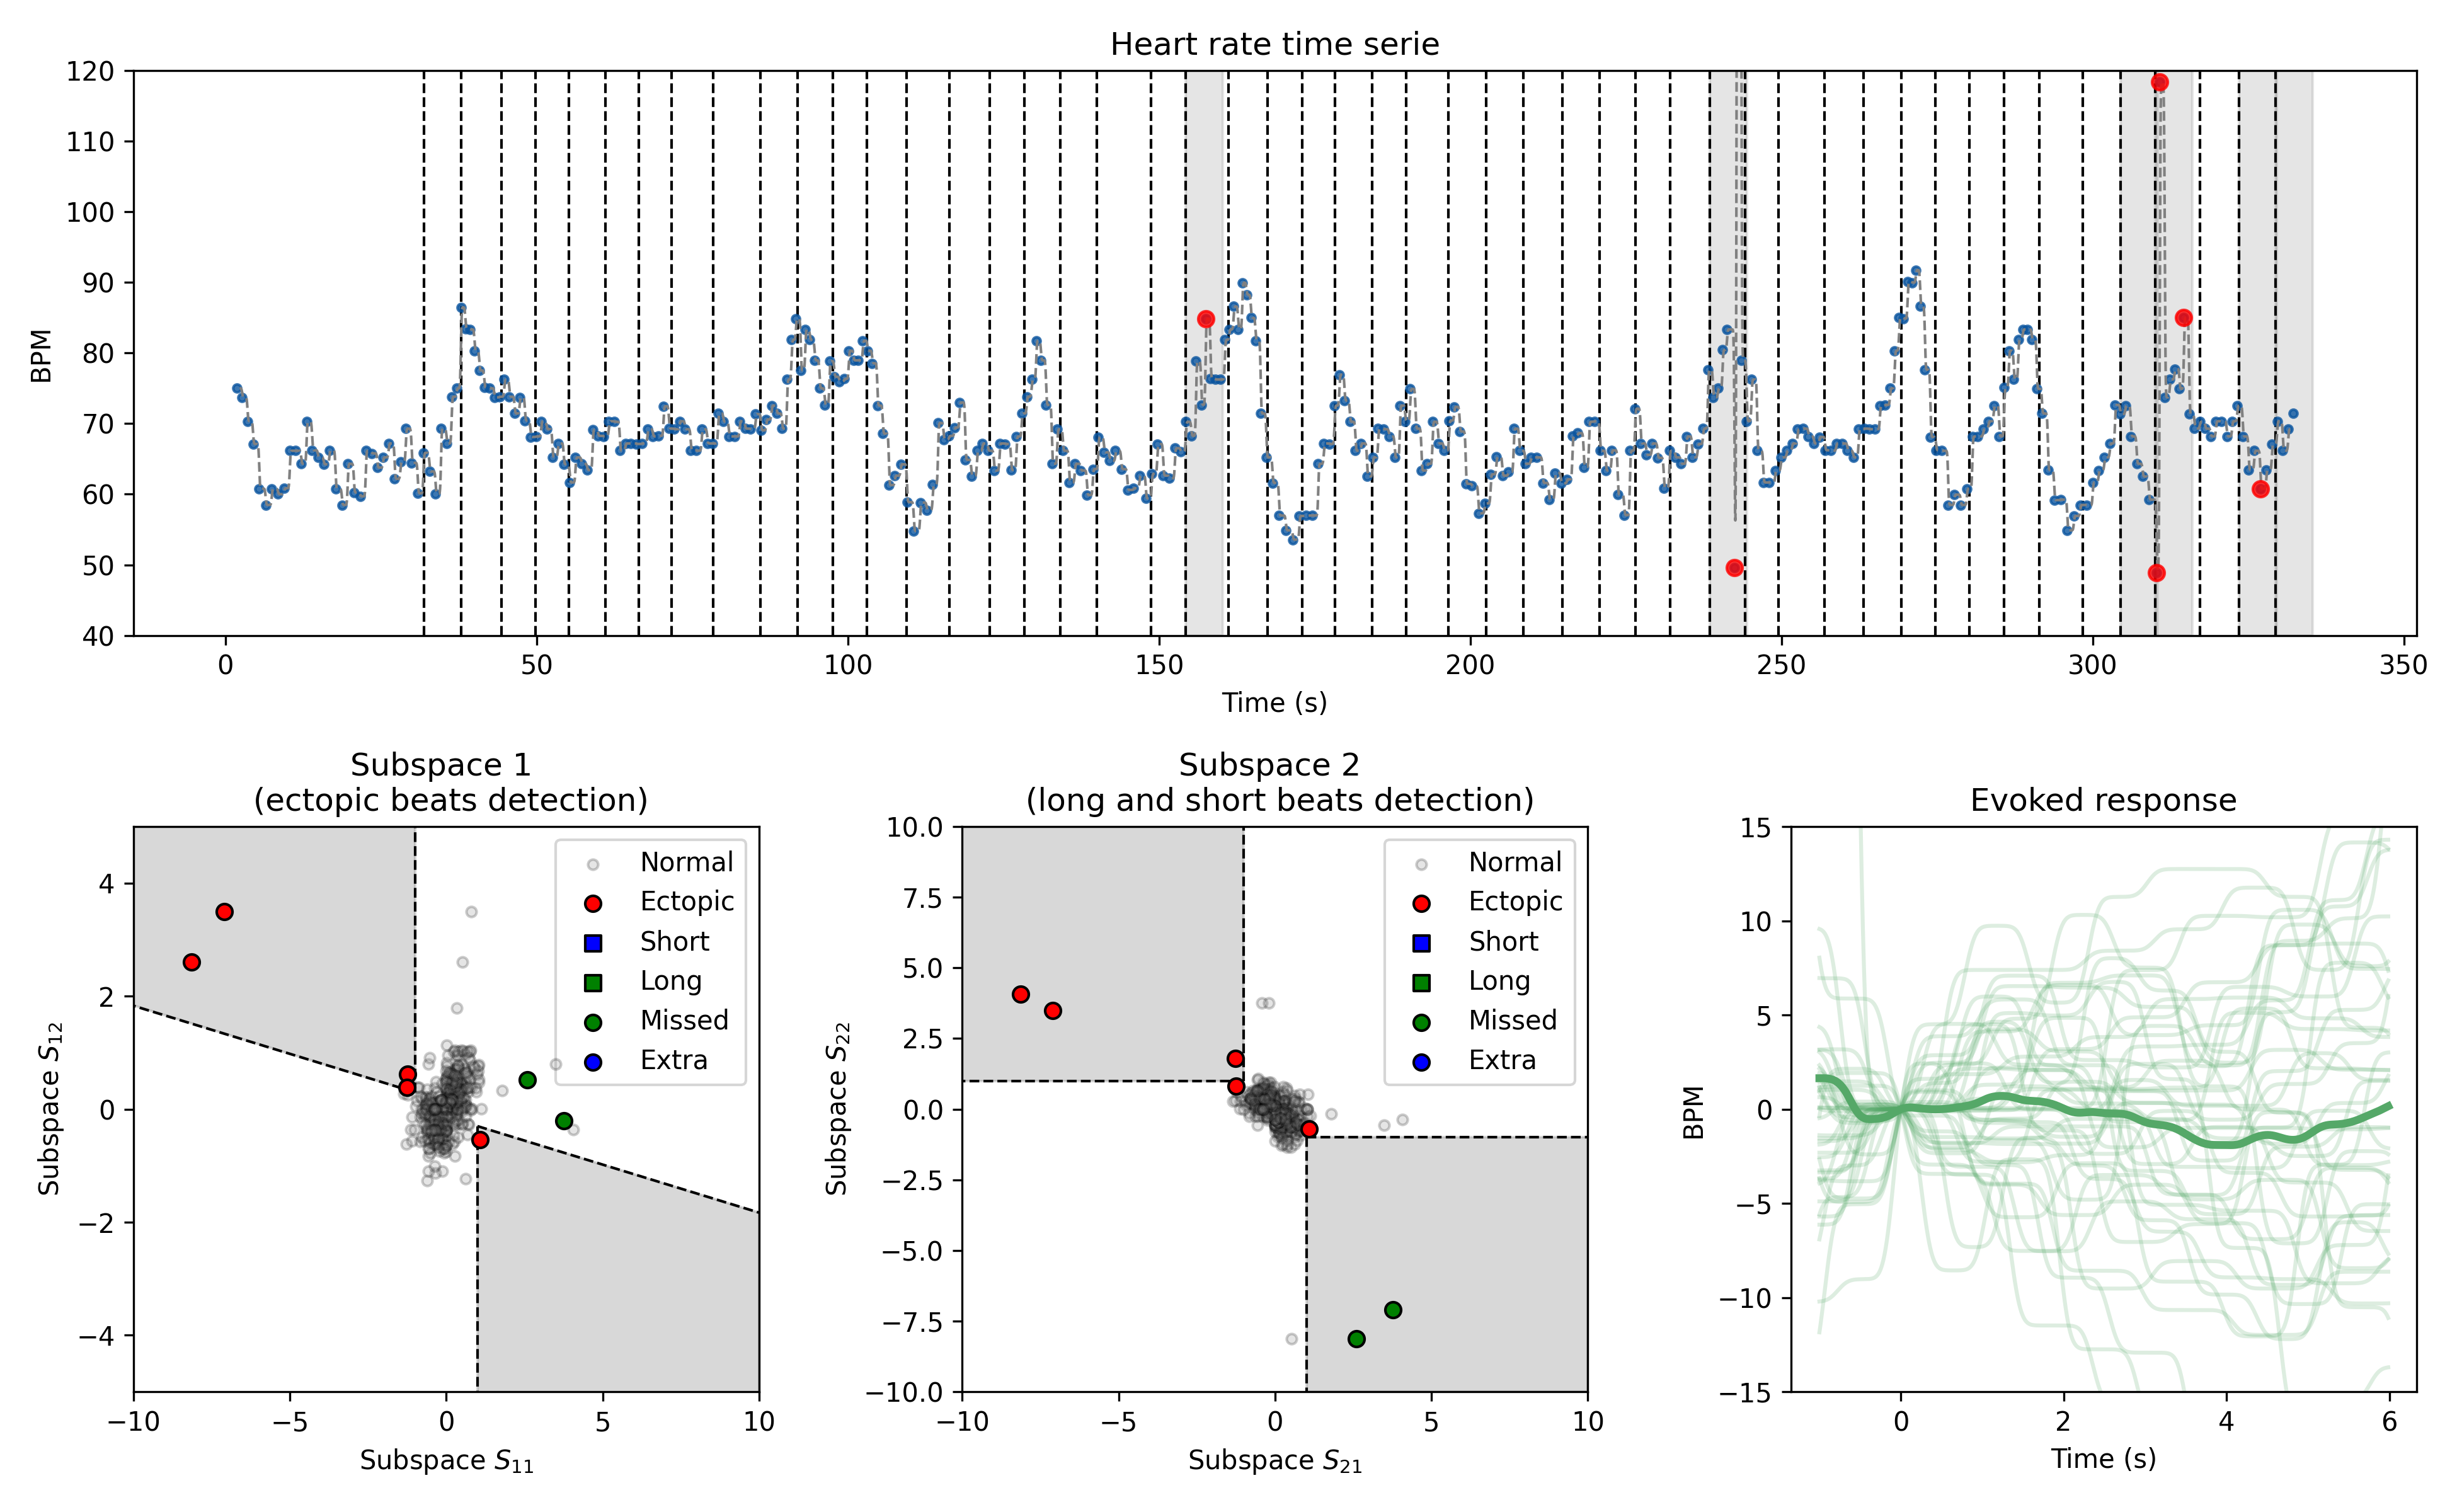 Heart rate time serie
120
110
100
90
80
70
60
50
40
BPM
0 50 100 150 200 250 300 350
Time (s)
Subspace 1
(ectopic beats detection)
4
2
0
−2
−4
Subspace S12
Normal
Ectopic
Short
Long
Missed
Extra
−10 −5 0 5 10
Subspace S11
Subspace 2
(long and short beats detection)
10.0
7.5
5.0
2.5
0.0
−2.5
−5.0
−7.5
−10.0
Subspace S22
Normal
Ectopic
Short
Long
Missed
Extra
−10 −5 0 5 10
Subspace S21
Evoked response
15
10
5
0
−5
−10
−15
BPM
0 2 4 6
Time (s)